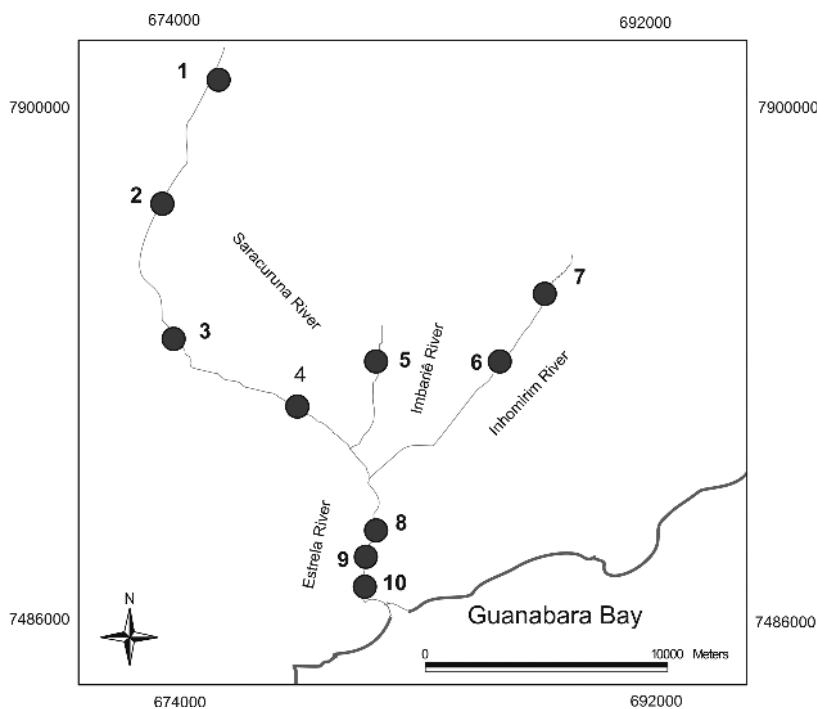 674000 692000
1
7900000 7900000
2
Saracuruna River
7
3
5
6
4
Imbariê River
Inhomirim River
Estrela River
8
9
10
N
7486000 7486000
Guanabara Bay
0 10000 Meters
674000 692000